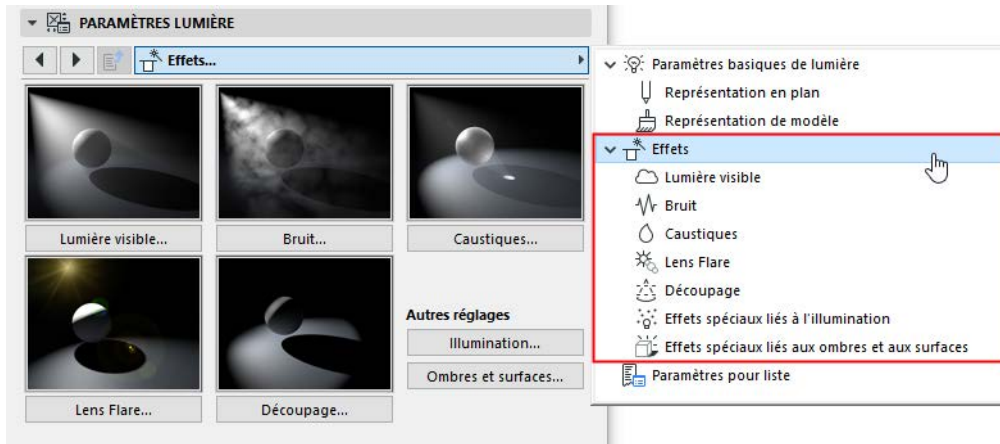 PARAMÈTRES LUMIÈRE
Effets...
Lumière visible...
Bruit...
Caustiques...
Lens Flare...
Découpage...
Autres réglages
Illumination...
Ombres et surfaces...
Paramètres basiques de lumière
Représentation en plan
Représentation de modèle
Effets
Lumière visible
Bruit
Caustiques
Lens Flare
Découpage
Effets spéciaux liés à l'illumination
Effets spéciaux liés aux ombres et aux surfaces
Paramètres pour liste